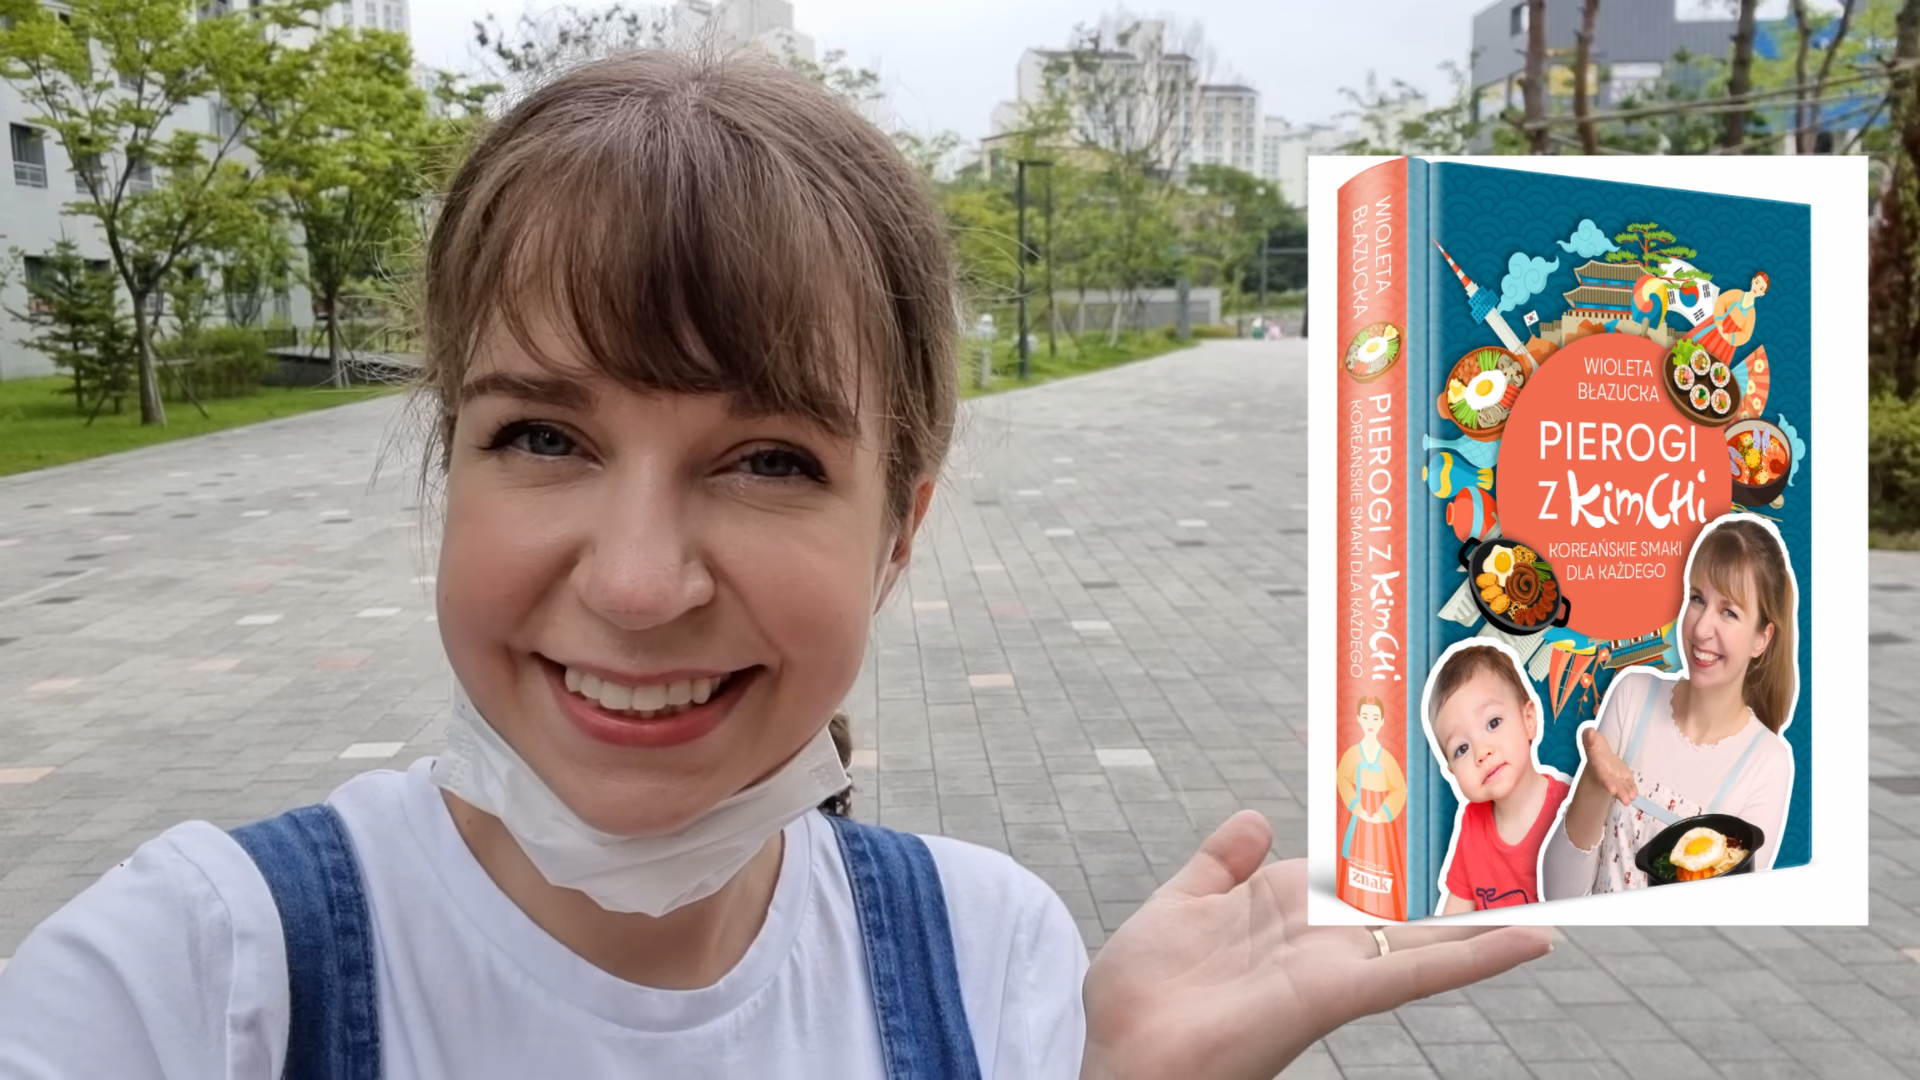 WIOLETA
BŁAZUCKA
PIEROGI Z KIMCHI
KOREAŃSKIE SMAKI DLA KAŻDEGO
znak
WIOLETA
BŁAZUCKA
PIEROGI
Z KIMCHI
KOREAŃSKIE SMAKI
DLA KAŻDEGO